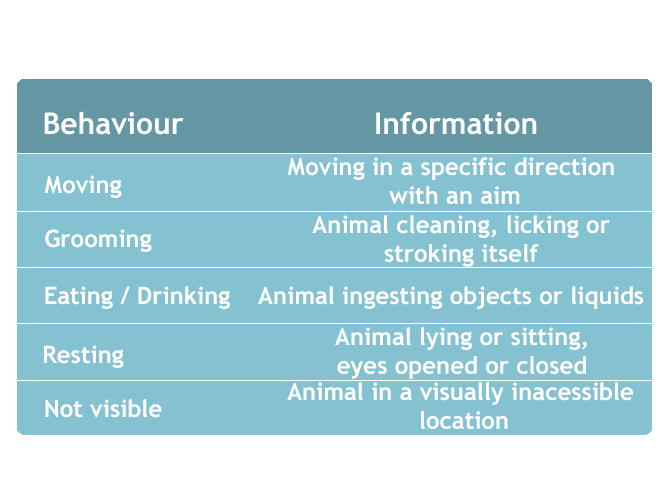 Behaviour Information
Moving
Moving in a specific direction
with an aim
Grooming
Animal cleaning, licking or
stroking itself
Eating / Drinking Animal ingesting objects or liquids
Resting
Animal lying or sitting,
eyes opened or closed
Not visible
Animal in a visually inacessible
location